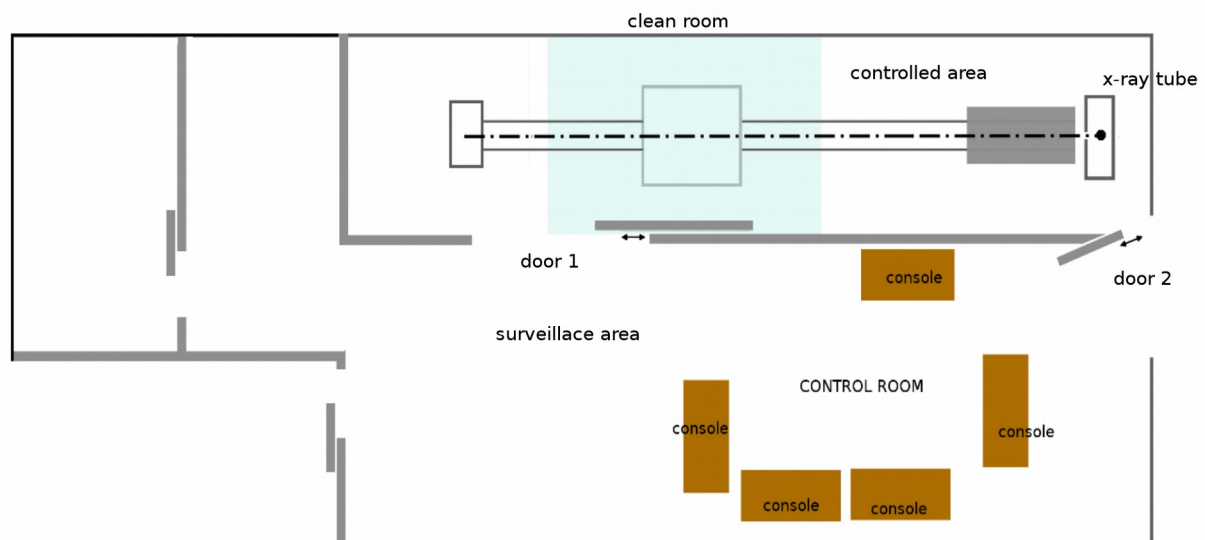 clean room
controlled area
x-ray tube
door 1
console
door 2
surveillace area
CONTROL ROOM
console
console
console
console